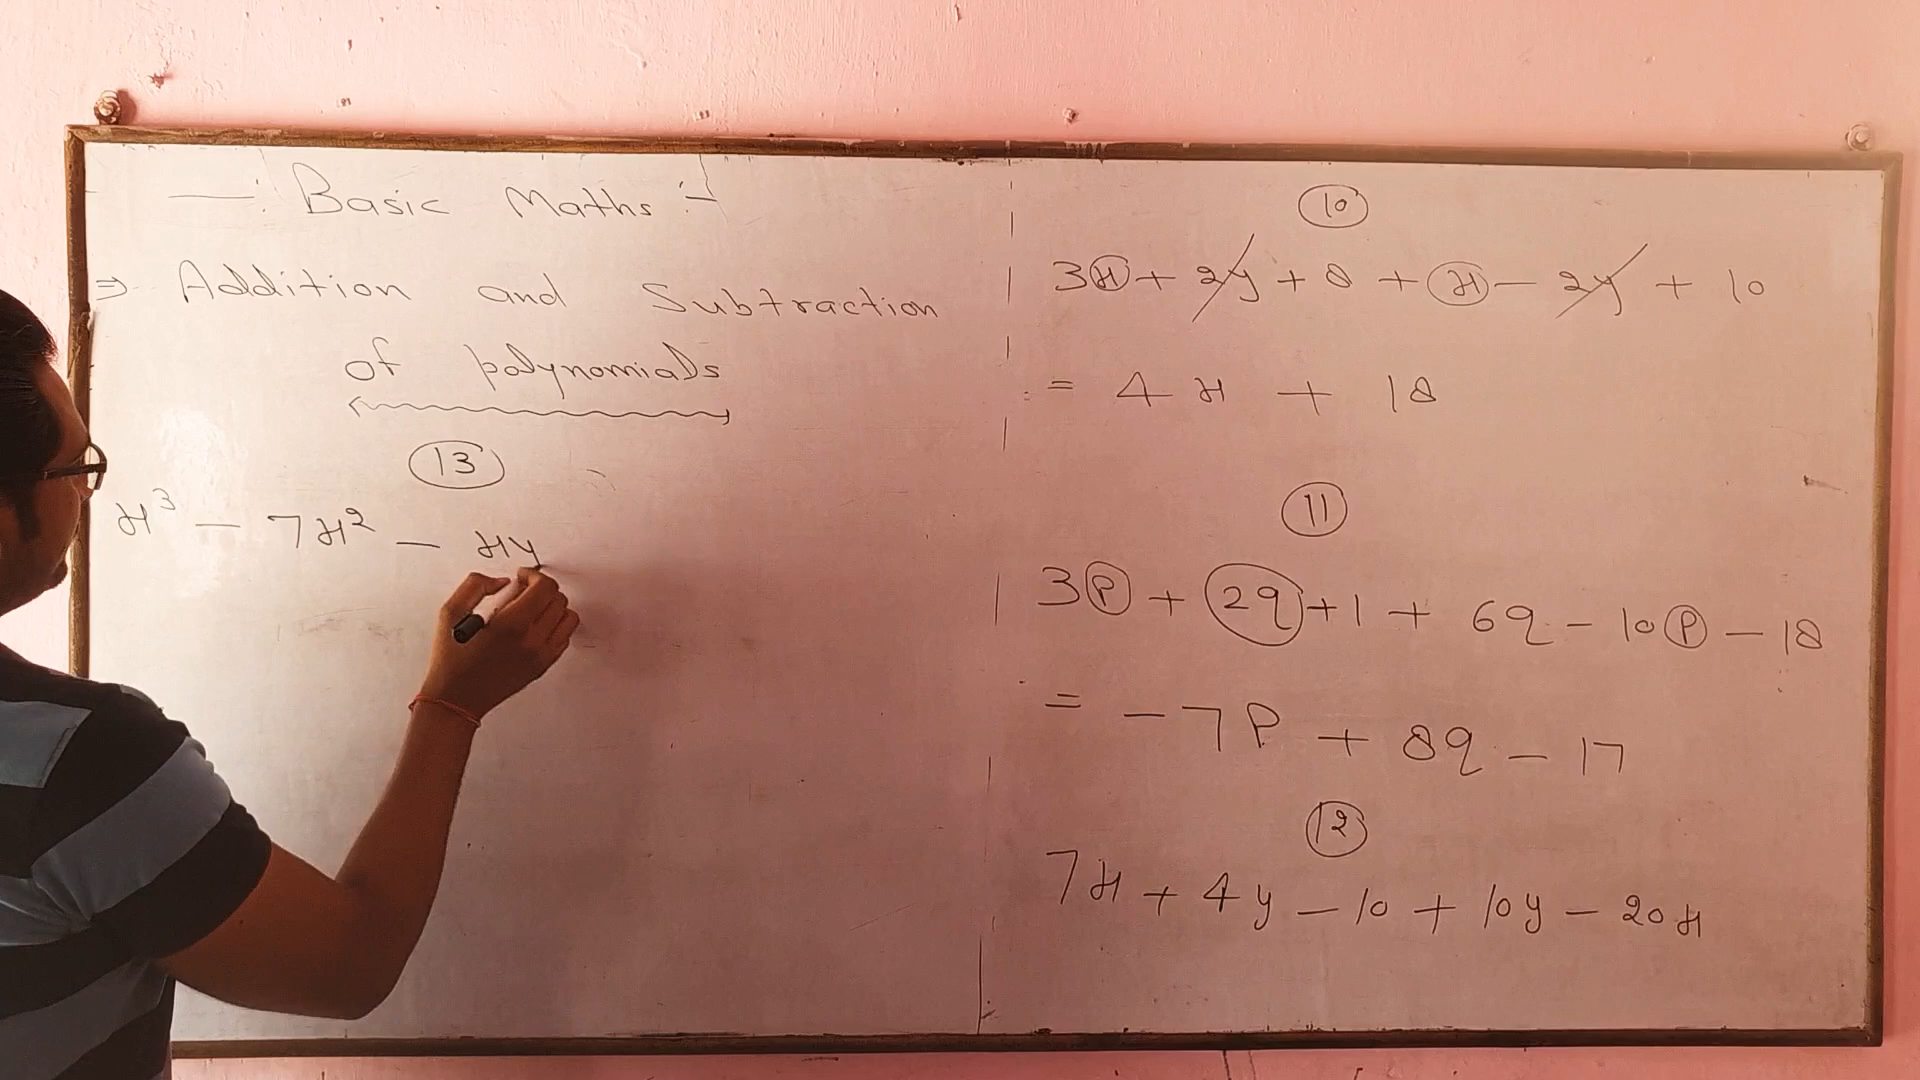 —: Basic Maths :-
⇒ Addition and Subtraction
of polynomials
13
x³ - 7x² - xy
10
3x + 2y + 8 + x - 2y + 10
= 4x + 18
11
3p + 2q + 1 + 6q - 10p - 18
= -7p + 8q - 17
12
7x + 4y - 10 + 10y - 20x